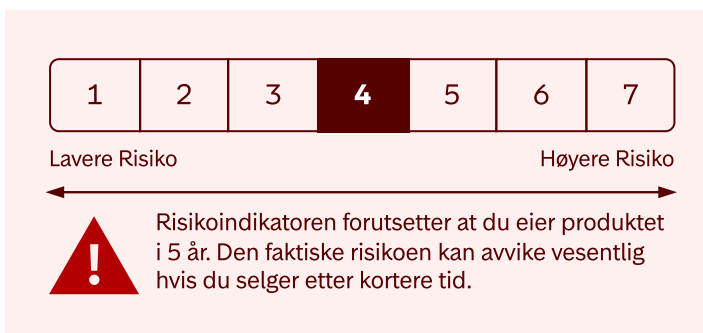 1 2 3 4 5 6 7
Lavere Risiko Høyere Risiko
Risikoindikatoren forutsetter at du eier produktet
i 5 år. Den faktiske risikoen kan avvike vesentlig
hvis du selger etter kortere tid.